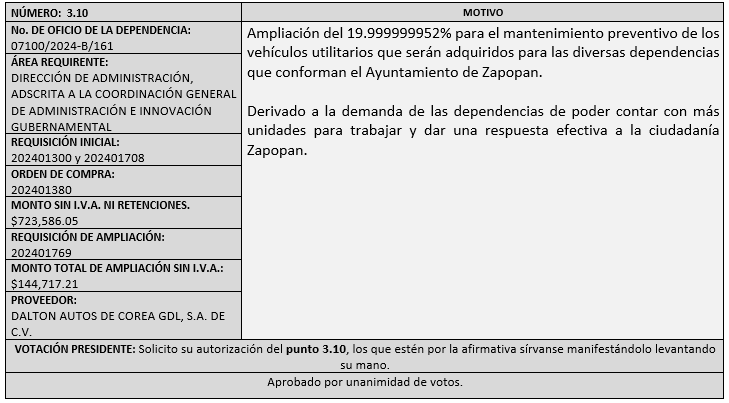 NÚMERO: 3.10
MOTIVO
No. DE OFICIO DE LA DEPENDENCIA:
07100/2024-B/161
ÁREA REQUIRENTE:
DIRECCIÓN DE ADMINISTRACIÓN,
ADSCRITA A LA COORDINACIÓN GENERAL
DE ADMINISTRACIÓN E INNOVACIÓN
GUBERNAMENTAL
REQUISICIÓN INICIAL:
202401300 y 202401708
ORDEN DE COMPRA:
202401380
MONTO SIN I.V.A. NI RETENCIONES.
$723,586.05
REQUISICIÓN DE AMPLIACIÓN:
202401769
MONTO TOTAL DE AMPLIACIÓN SIN I.V.A.:
$144,717.21
PROVEEDOR:
DALTON AUTOS DE COREA GDL, S.A. DE
C.V.
Ampliación del 19.999999952% para el mantenimiento preventivo de los
vehículos utilitarios que serán adquiridos para las diversas dependencias
que conforman el Ayuntamiento de Zapopan.
Derivado a la demanda de las dependencias de poder contar con más
unidades para trabajar y dar una respuesta efectiva a la ciudadanía
Zapopan.
VOTACIÓN PRESIDENTE: Solicito su autorización del punto 3.10, los que estén por la afirmativa sírvanse manifestándolo levantando
su mano.
Aprobado por unanimidad de votos.